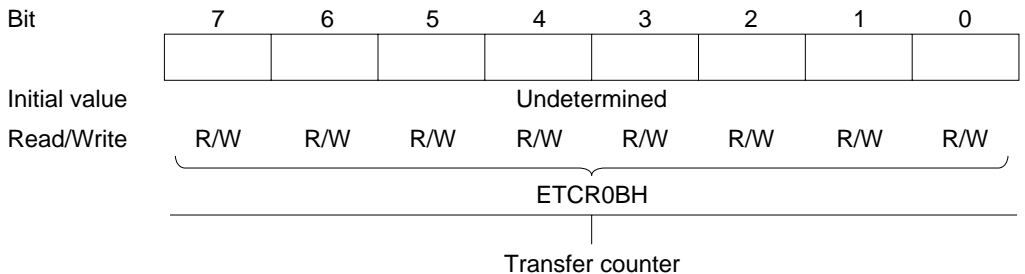 Bit 7 6 5 4 3 2 1 0
Initial value Undetermined
Read/Write R/W R/W R/W R/W R/W R/W R/W R/W
ETCR0BH
Transfer counter